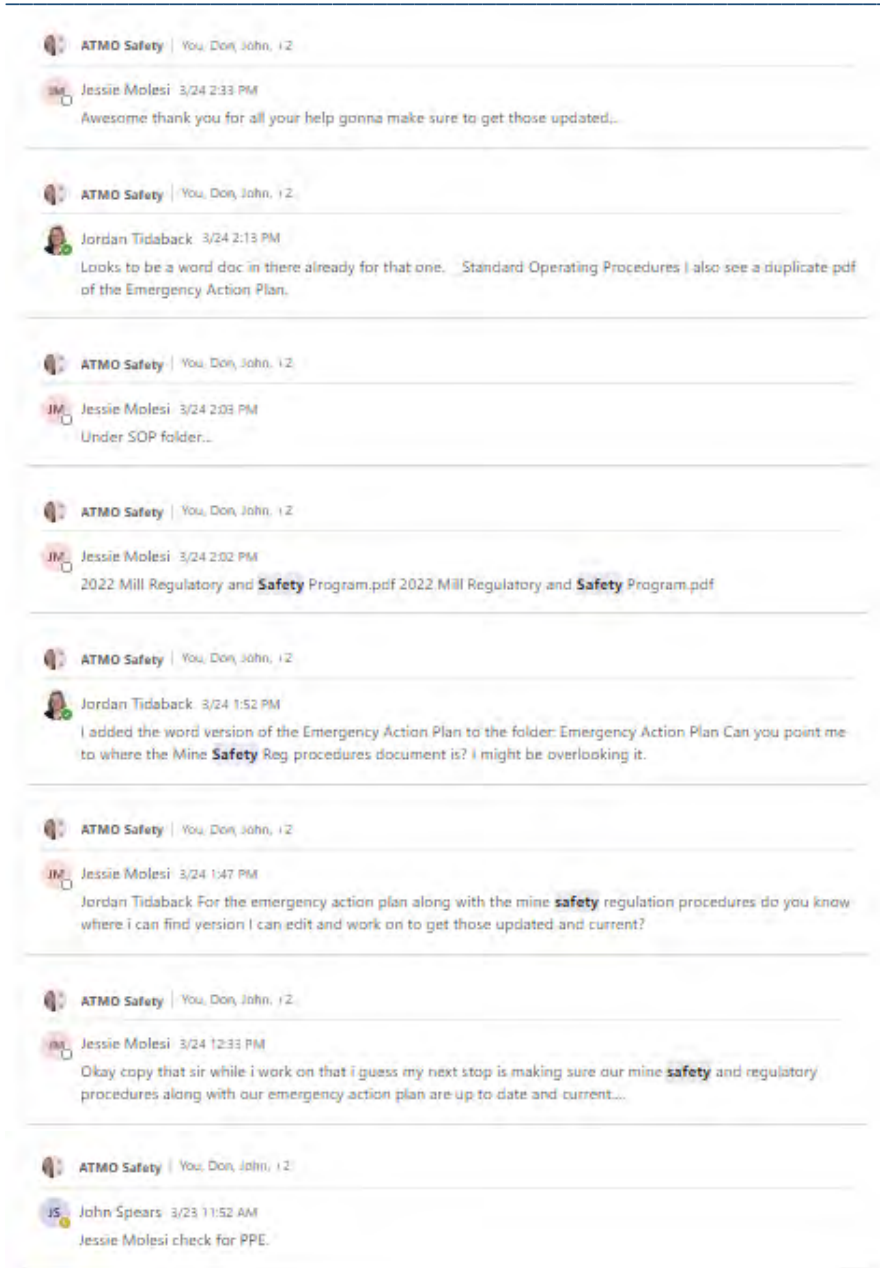 ATMO Safety | You, Don, John, +2
JM Jessie Molesi 3/24 2:33 PM
Awesome thank you for all your help gonna make sure to get those updated...
ATMO Safety | You, Don, John, +2
Jordan Tidaback 3/24 2:13 PM
Looks to be a word doc in there already for that one. Standard Operating Procedures I also see a duplicate pdf
of the Emergency Action Plan.
ATMO Safety | You, Don, John, +2
JM Jessie Molesi 3/24 2:03 PM
Under SOP folder...
ATMO Safety | You, Don, John, +2
JM Jessie Molesi 3/24 2:02 PM
2022 Mill Regulatory and Safety Program.pdf 2022 Mill Regulatory and Safety Program.pdf
ATMO Safety | You, Don, John, +2
Jordan Tidaback 3/24 1:52 PM
I added the word version of the Emergency Action Plan to the folder: Emergency Action Plan Can you point me
to where the Mine Safety Reg procedures document is? I might be overlooking it.
ATMO Safety | You, Don, John, +2
JM Jessie Molesi 3/24 1:47 PM
Jordan Tidaback For the emergency action plan along with the mine safety regulation procedures do you know
where i can find version I can edit and work on to get those updated and current?
ATMO Safety | You, Don, John, +2
JM Jessie Molesi 3/24 12:33 PM
Okay copy that sir while i work on that i guess my next stop is making sure our mine safety and regulatory
procedures along with our emergency action plan are up to date and current....
ATMO Safety | You, Don, John, +2
JS John Spears 3/23 11:52 AM
Jessie Molesi check for PPE.